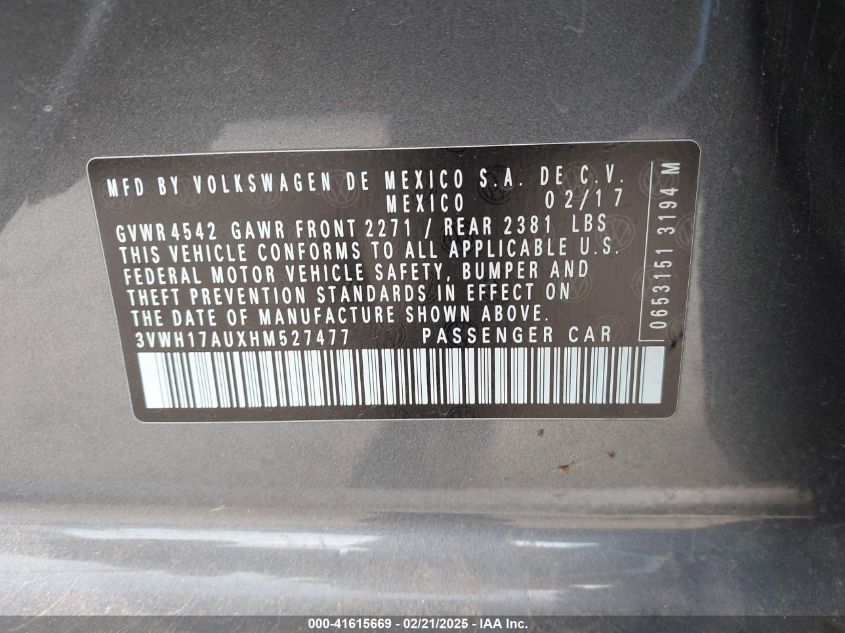 MFD BY VOLKSWAGEN DE MEXICO S.A. DE C.V.
MEXICO 02/17
GVWR 4542 GAWR FRONT 2271 / REAR 2381 LBS
THIS VEHICLE CONFORMS TO ALL APPLICABLE U.S.
FEDERAL MOTOR VEHICLE SAFETY, BUMPER AND
THEFT PREVENTION STANDARDS IN EFFECT ON
THE DATE OF MANUFACTURE SHOWN ABOVE.
3VWH17AUXHM527477 PASSENGER CAR
0653151 3194 M
000-41615669 - 02/21/2025 - IAA Inc.